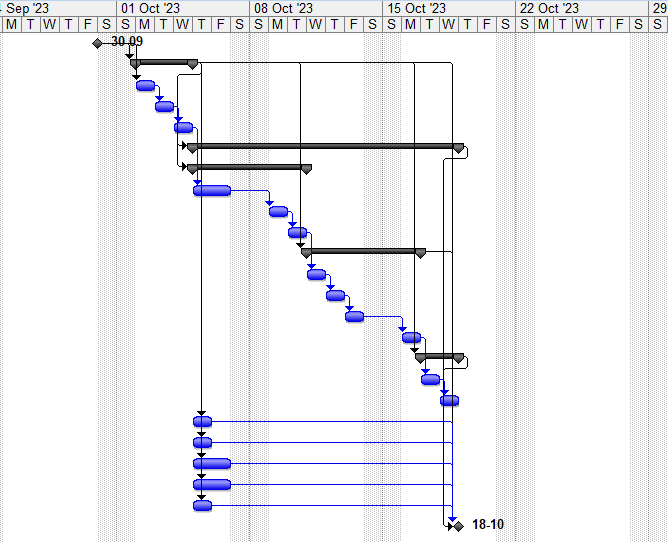 Sep '23 01 Oct '23 08 Oct '23 15 Oct '23 22 Oct '23 29
M T W T F S S M T W T F S S M T W T F S S M T W T F S S M T W T F S S
30.09
18-10